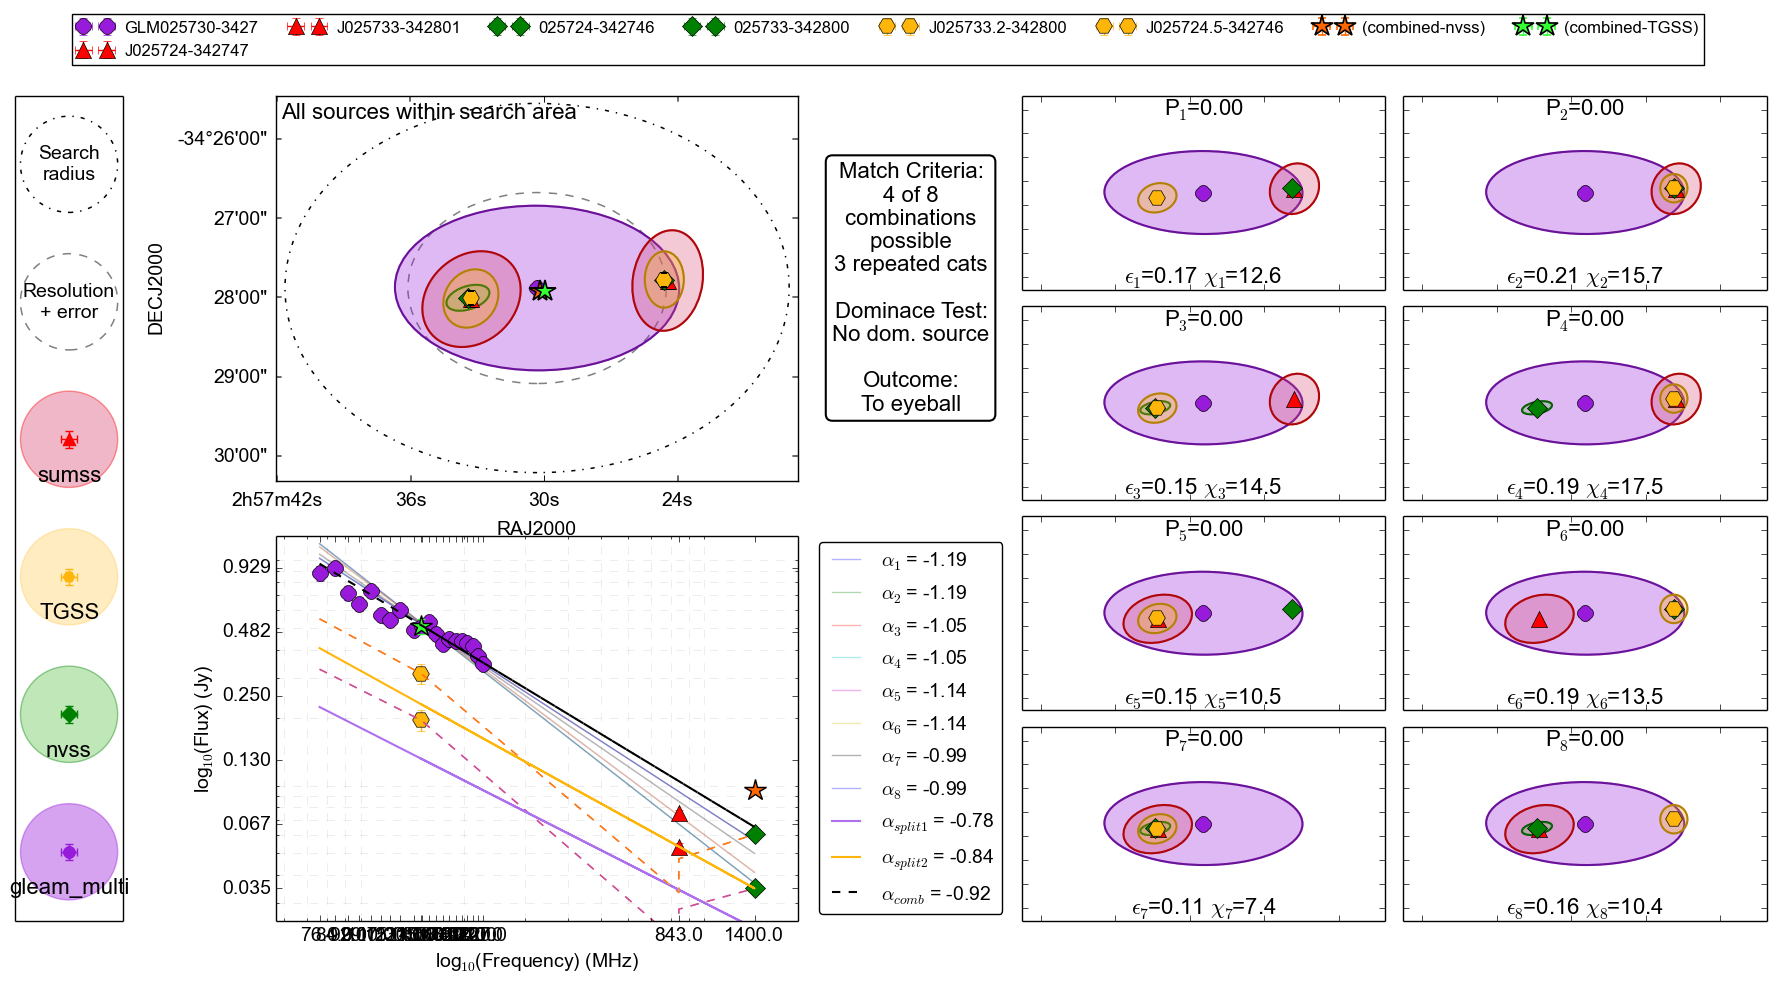 GLM025730-3427 J025733-342801 025724-342746 025733-342800 J025733.2-342800 J025724.5-342746 (combined-nvss) (combined-TGSS)
J025724-342747
Search
radius
Resolution
+ error
sumss
TGSS
nvss
gleam_multi
All sources within search area
DECJ2000
-34°26'00"
27'00"
28'00"
29'00"
30'00"
2h57m42s 36s 30s 24s
RAJ2000
Match Criteria:
4 of 8
combinations
possible
3 repeated cats
Dominace Test:
No dom. source
Outcome:
To eyeball
log₁₀(Flux) (Jy)
0.929
0.482
0.250
0.130
0.067
0.035
843.0 1400.0
log₁₀(Frequency) (MHz)
α₁ = -1.19
α₂ = -1.19
α₃ = -1.05
α₄ = -1.05
α₅ = -1.14
α₆ = -1.14
α₇ = -0.99
α₈ = -0.99
α_split1 = -0.78
α_split2 = -0.84
α_comb = -0.92
P₁=0.00
ϵ₁=0.17 χ₁=12.6
P₂=0.00
ϵ₂=0.21 χ₂=15.7
P₃=0.00
ϵ₃=0.15 χ₃=14.5
P₄=0.00
ϵ₄=0.19 χ₄=17.5
P₅=0.00
ϵ₅=0.15 χ₅=10.5
P₆=0.00
ϵ₆=0.19 χ₆=13.5
P₇=0.00
ϵ₇=0.11 χ₇=7.4
P₈=0.00
ϵ₈=0.16 χ₈=10.4